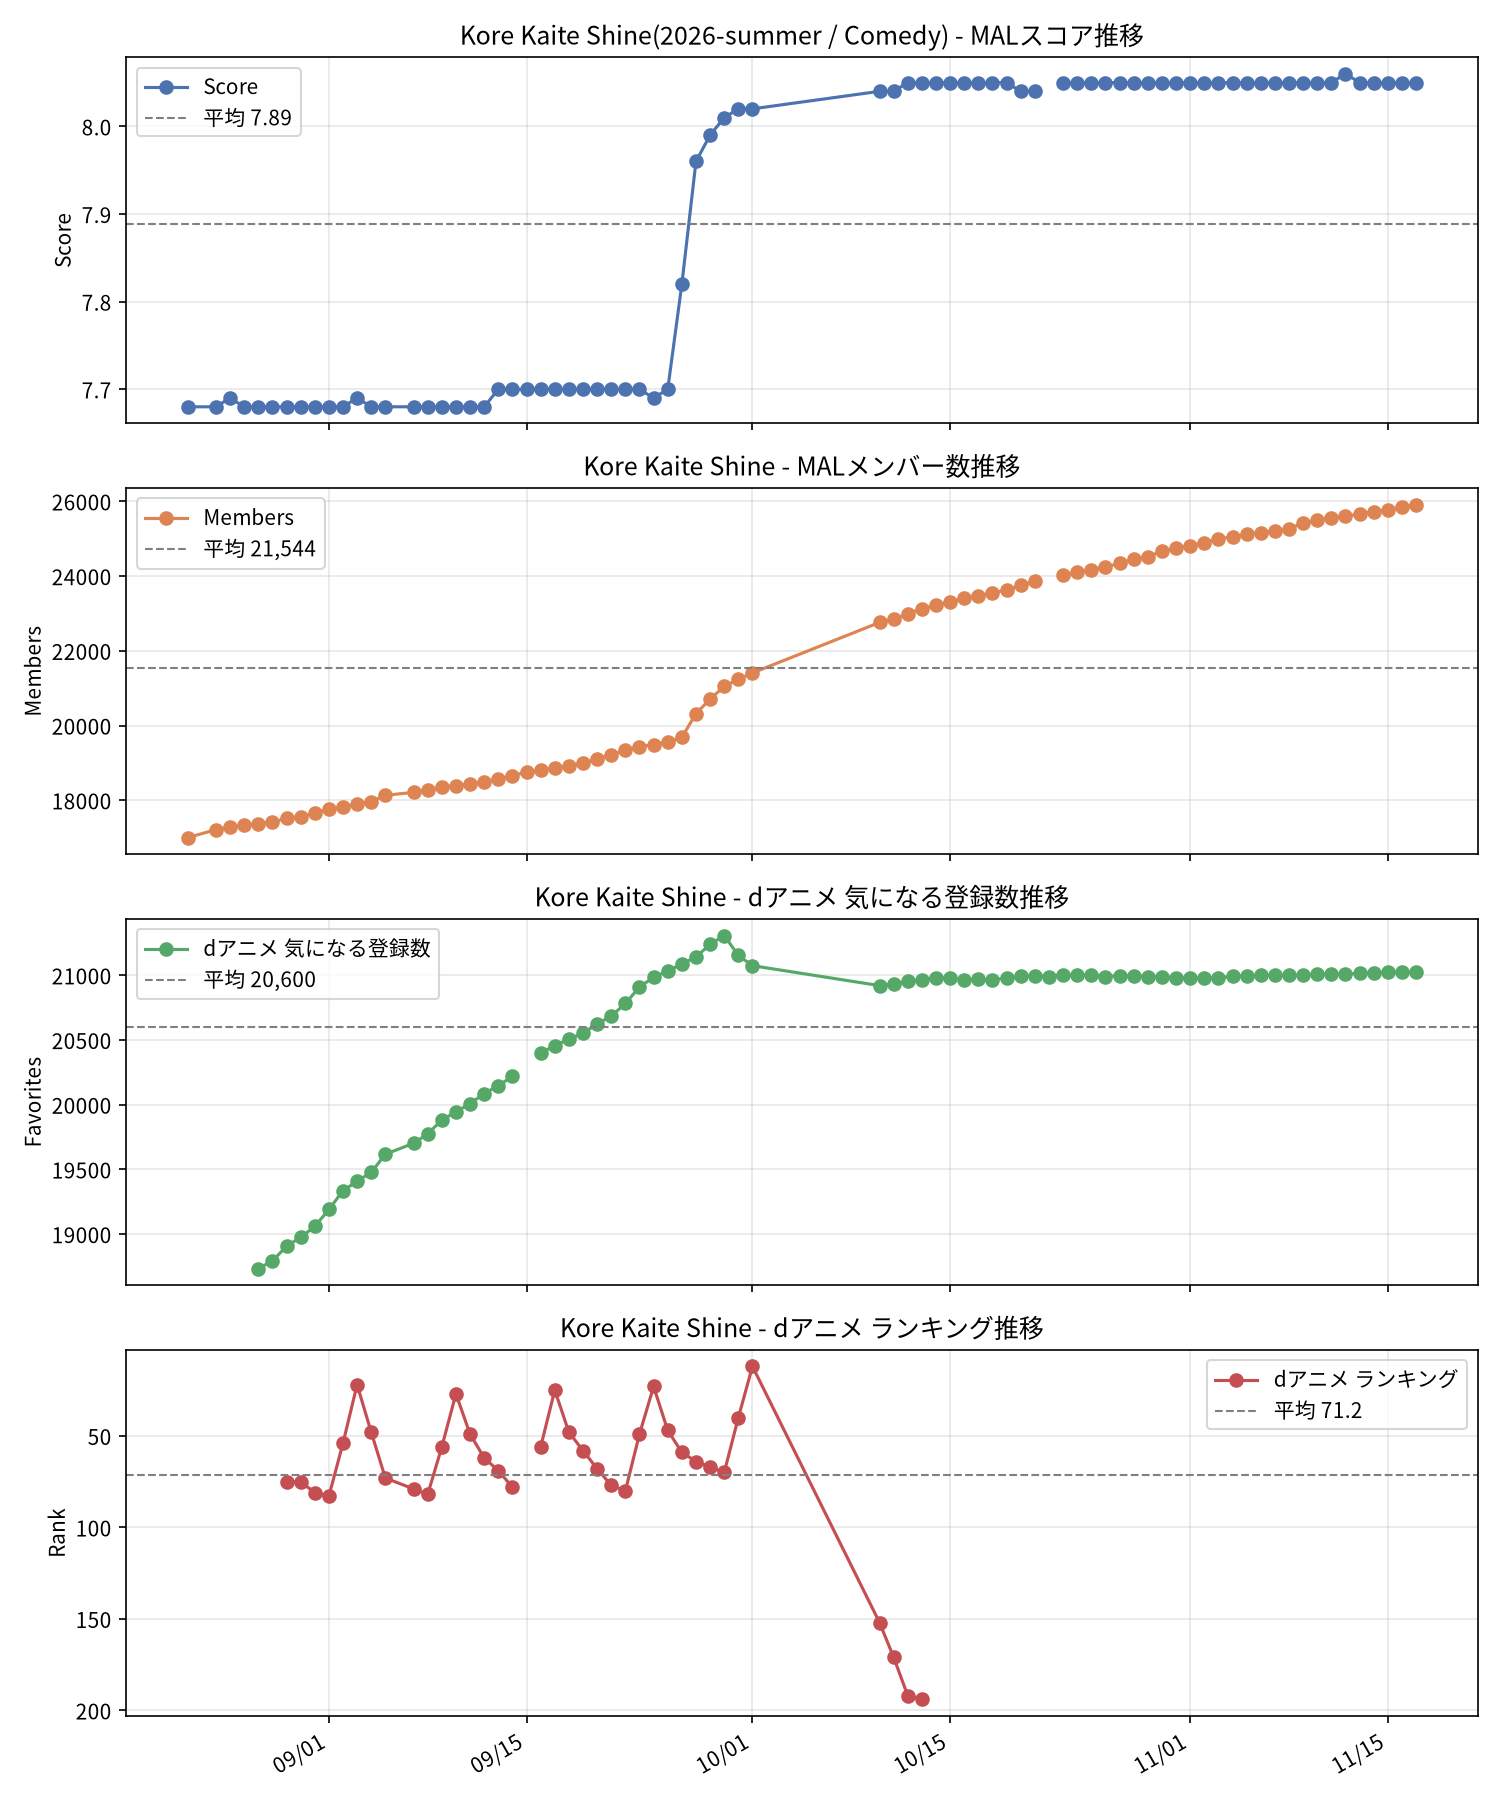 Kore Kaite Shine(2026-summer / Comedy) - MALスコア推移
Score
平均 7.89
Score
8.0
7.9
7.8
7.7
Kore Kaite Shine - MALメンバー数推移
Members
平均 21,544
Members
26000
24000
22000
20000
18000
Kore Kaite Shine - dアニメ 気になる登録数推移
dアニメ 気になる登録数
平均 20,600
Favorites
21000
20500
20000
19500
19000
Kore Kaite Shine - dアニメ ランキング推移
dアニメ ランキング
平均 71.2
Rank
50
100
150
200
09/01
09/15
10/01
10/15
11/01
11/15